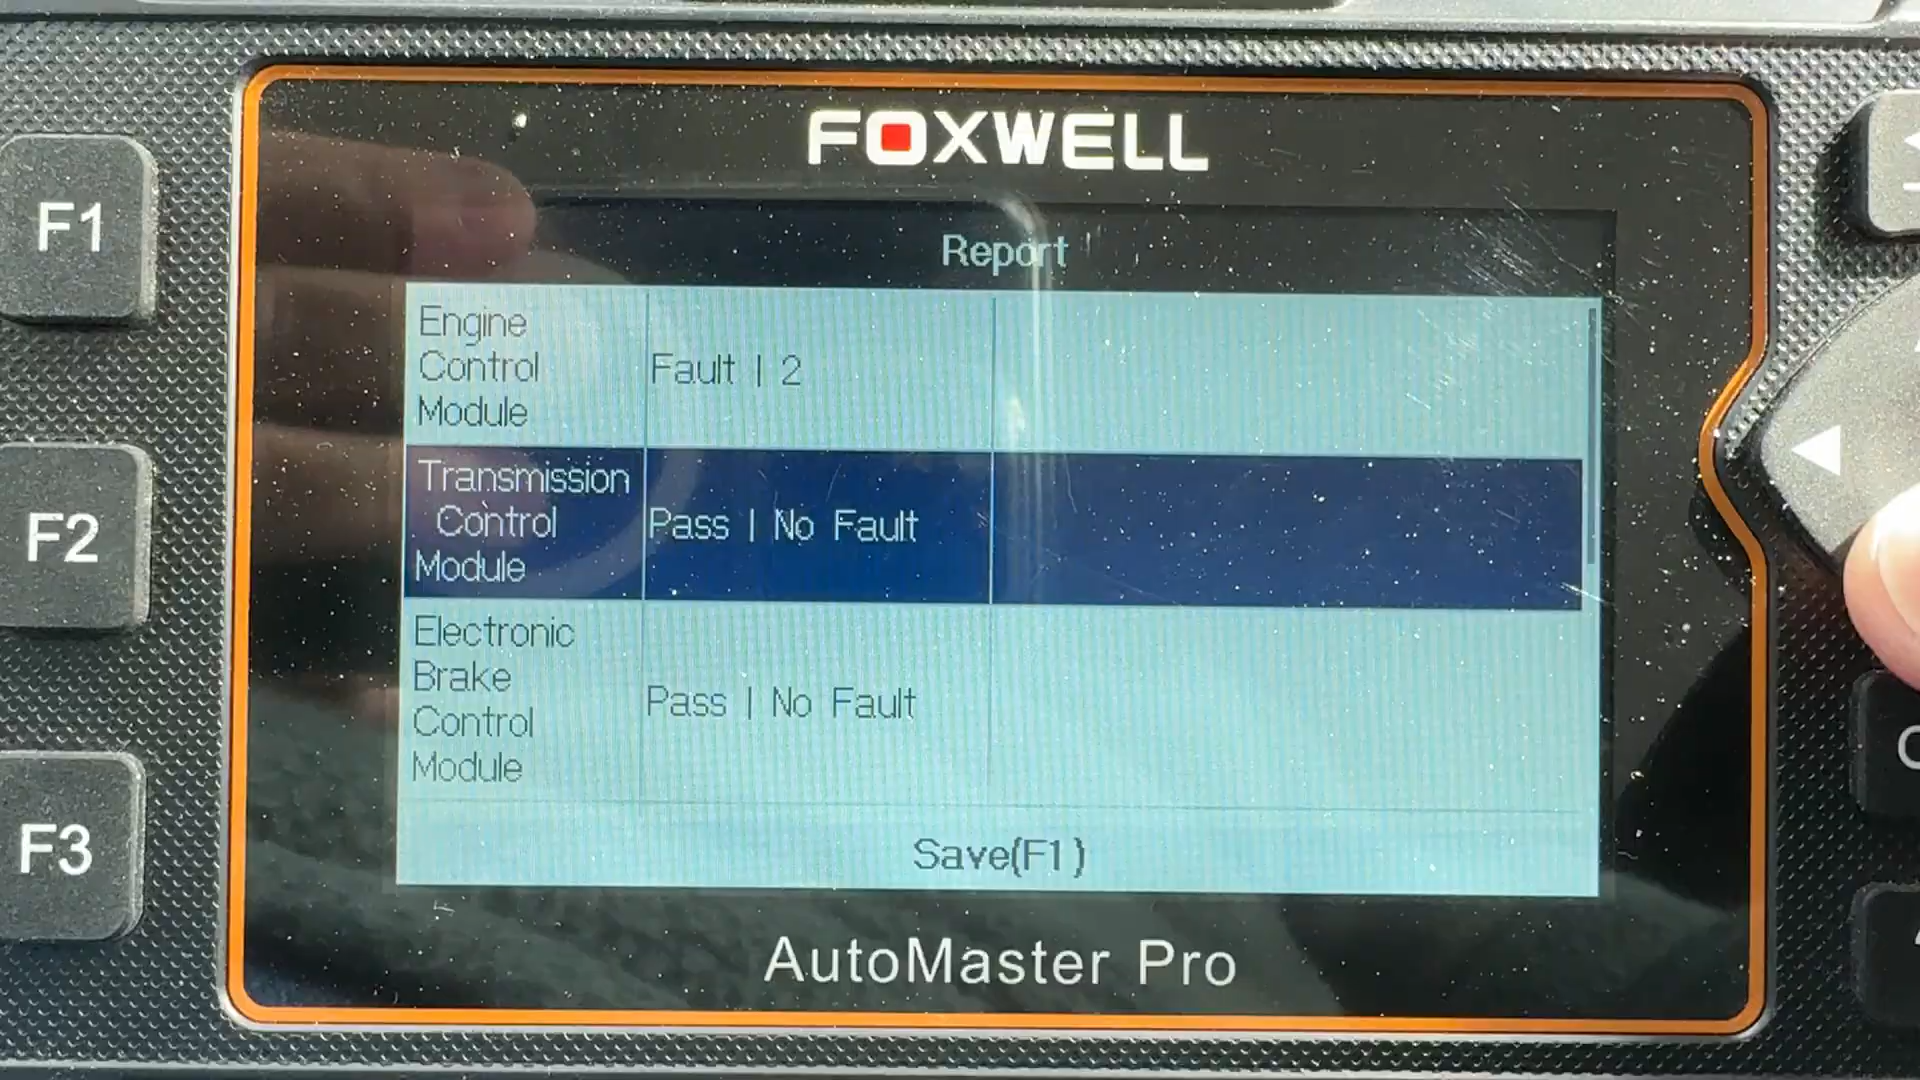 FOXWELL
Report
F1
Engine
Control
Module
Fault | 2
Transmission
Control
Module
Pass | No Fault
F2
Electronic
Brake
Control
Module
Pass | No Fault
F3
Save(F1)
AutoMaster Pro